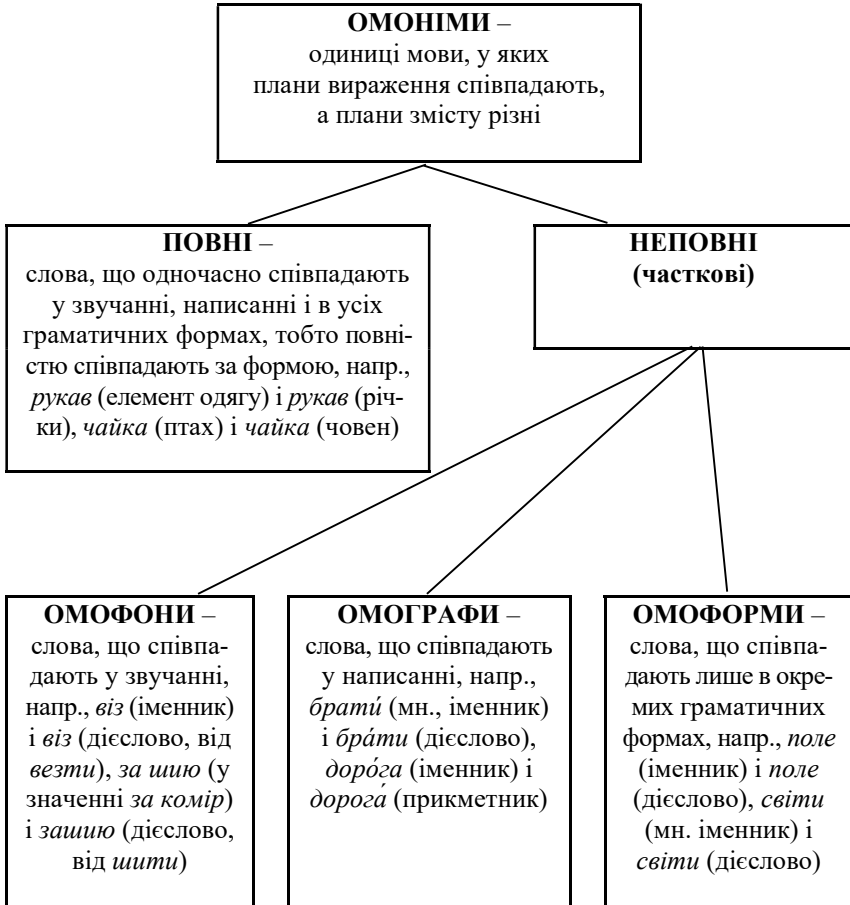 ОМОНІМИ –
одиниці мови, у яких
плани вираження співпадають,
а плани змісту різні
ПОВНІ –
слова, що одночасно співпадають
у звучанні, написанні і в усіх
граматичних формах, тобто повні-
стю співпадають за формою, напр.,
рукав (елемент одягу) і рукав (річ-
ки), чайка (птах) і чайка (човен)
НЕПОВНІ
(часткові)
ОМОФОНИ –
слова, що співпа-
дають у звучанні,
напр., віз (іменник)
і віз (дієслово, від
везти), за шию (у
значенні за комір)
і зашию (дієслово,
від шити)
ОМОГРАФИ –
слова, що співпадають
у написанні, напр.,
брати́ (мн., іменник)
і бра́ти (дієслово),
доро́га (іменник) і
дорога́ (прикметник)
ОМОФОРМИ –
слова, що співпа-
дають лише в окре-
мих граматичних
формах, напр., поле
(іменник) і поле
(дієслово), світи
(мн. іменник) і
світи (дієслово)